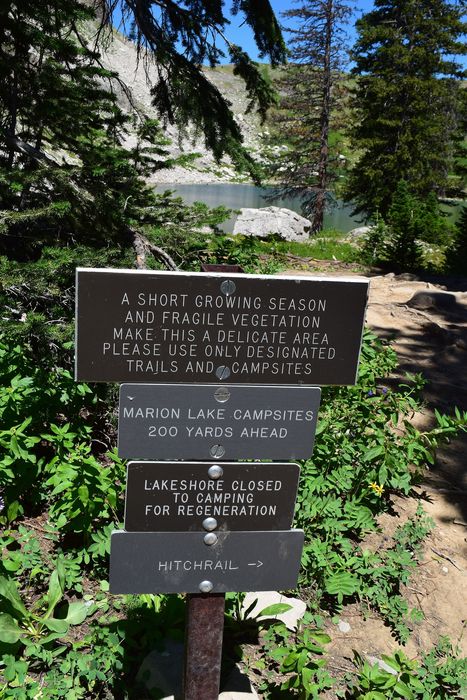 A SHORT GROWING SEASON
AND FRAGILE VEGETATION
MAKE THIS A DELICATE AREA
PLEASE USE ONLY DESIGNATED
TRAILS AND CAMPSITES
MARION LAKE CAMPSITES
200 YARDS AHEAD
LAKESHORE CLOSED
TO CAMPING
FOR REGENERATION
HITCHRAIL ->